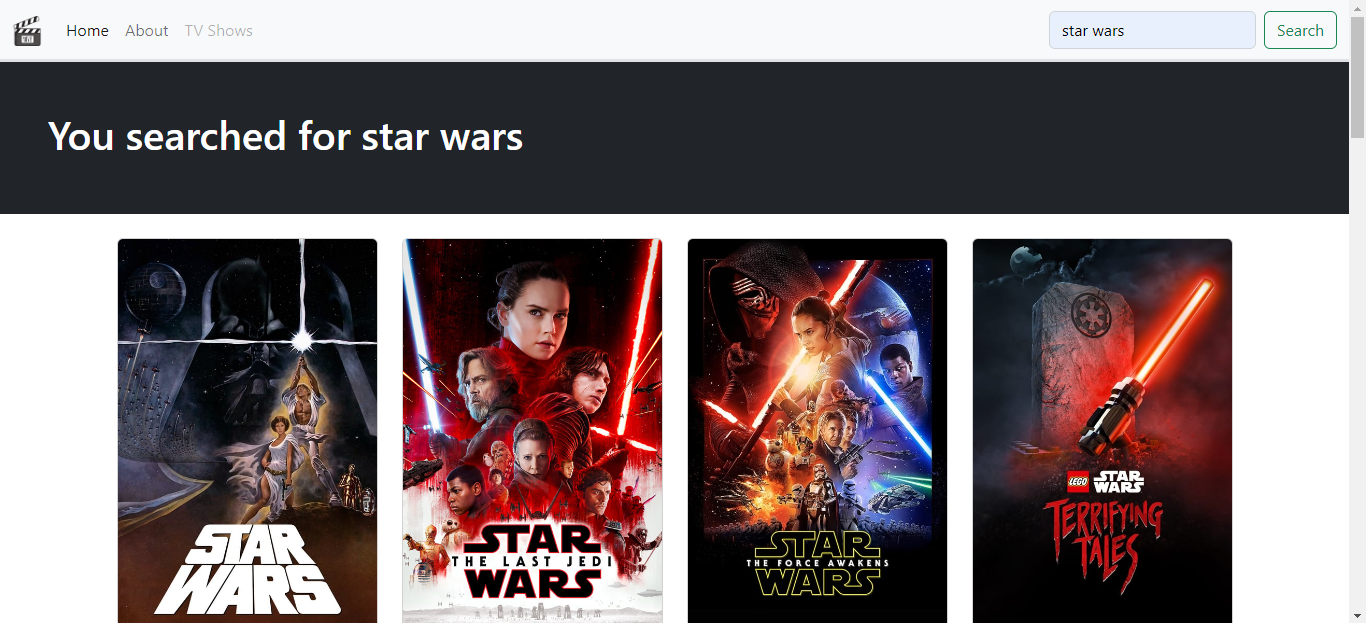 Home About TV Shows
star wars
Search
You searched for star wars
STAR
WARS
STAR
THE LAST JEDI
WARS
STAR
THE FORCE AWAKENS
WARS
LEGO STAR
WARS
TERRIFYING
TALES